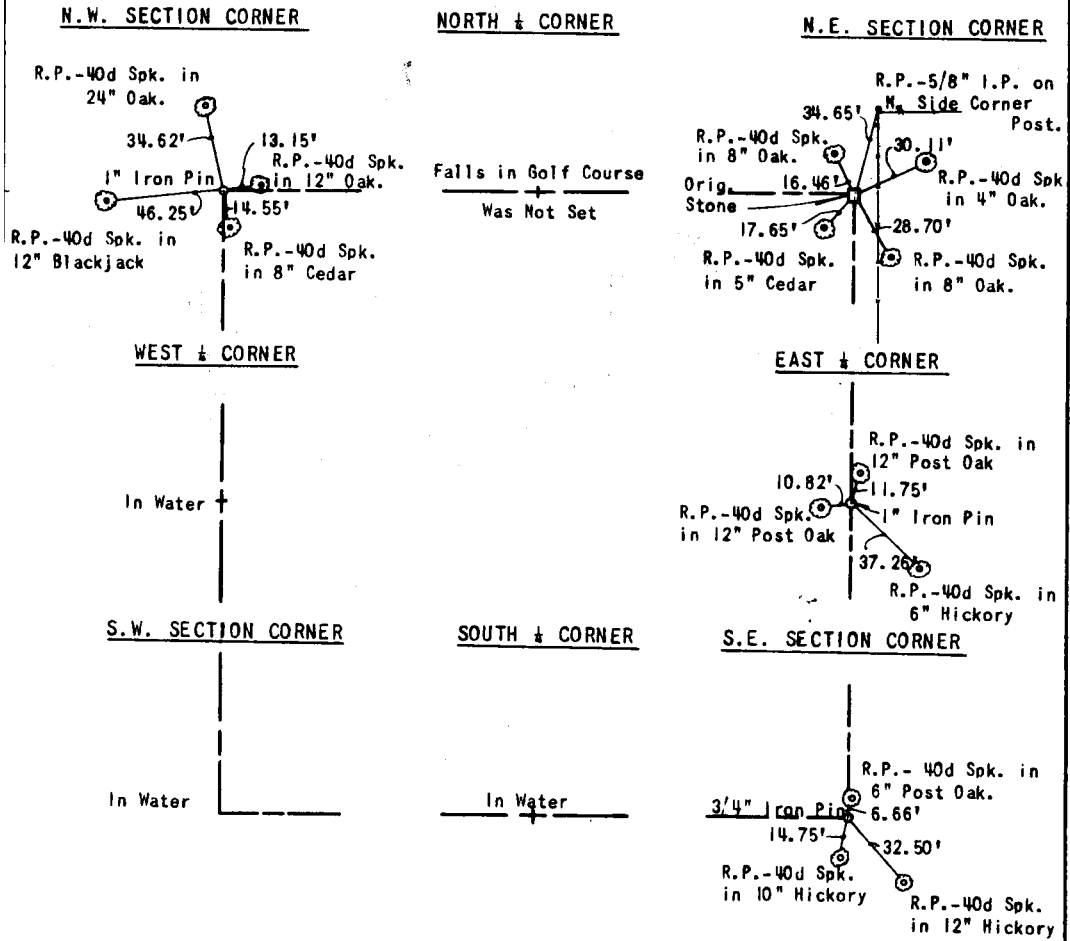 N.W. SECTION CORNER
R.P.-40d Spk. in
24" Oak.
34.62'
13.15'
R.P.-40d Spk.
in 12" Oak.
1" Iron Pin
46.25'
14.55'
R.P.-40d Spk. in
12" Blackjack
R.P.-40d Spk.
in 8" Cedar
NORTH ¼ CORNER
Falls in Golf Course
Was Not Set
N.E. SECTION CORNER
R.P.-5/8" I.P. on
N. Side Corner
Post.
34.65'
R.P.-40d Spk.
in 8" Oak.
30.11'
16.46'
R.P.-40d Spk
in 4" Oak.
Orig.
Stone
17.65'
28.70'
R.P.-40d Spk.
in 5" Cedar
R.P.-40d Spk.
in 8" Oak.
WEST ¼ CORNER
In Water
EAST ¼ CORNER
R.P.-40d Spk. in
12" Post Oak
10.82'
11.75'
R.P.-40d Spk.
in 12" Post Oak
1" Iron Pin
37.26'
R.P.-40d Spk. in
6" Hickory
S.W. SECTION CORNER
In Water
SOUTH ¼ CORNER
In Water
S.E. SECTION CORNER
R.P.- 40d Spk. in
6" Post Oak.
3/4" Iron Pin
6.66'
14.75'
32.50'
R.P.-40d Spk.
in 10" Hickory
R.P.-40d Spk.
in 12" Hickory